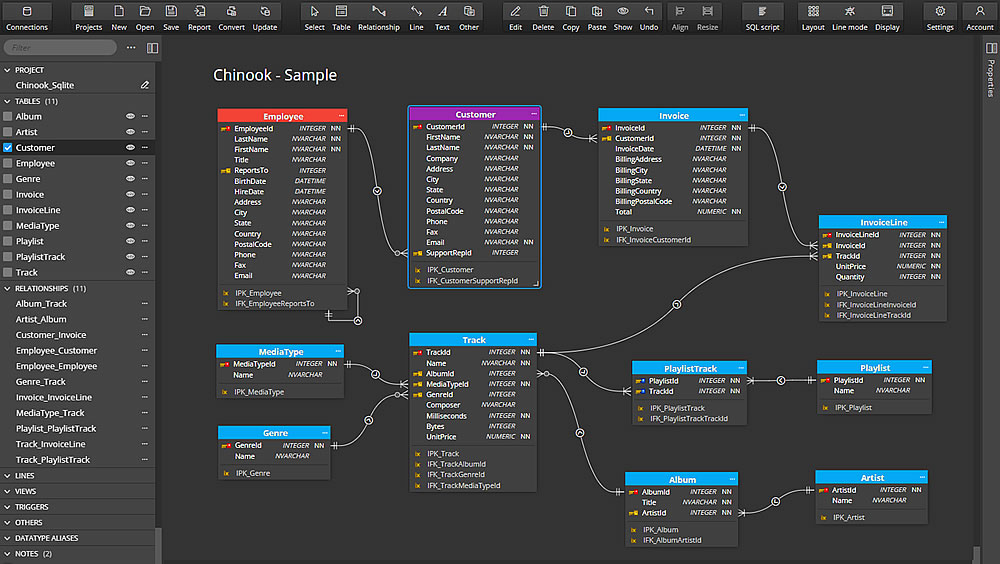 Connections Projects New Open Save Report Convert Update Select Table Relationship Line Text Other Edit Delete Copy Paste Show Undo Align Resize SQL script Layout Line mode Display Settings Account
Filter
PROJECT
Chinook_Sqlite
TABLES (11)
Album
Artist
Customer
Employee
Genre
Invoice
InvoiceLine
MediaType
Playlist
PlaylistTrack
Track
RELATIONSHIPS (11)
Album_Track
Artist_Album
Customer_Invoice
Employee_Customer
Employee_Employee
Genre_Track
Invoice_InvoiceLine
MediaType_Track
Playlist_PlaylistTrack
Track_InvoiceLine
Track_PlaylistTrack
LINES
VIEWS
TRIGGERS
OTHERS
DATATYPE ALIASES
NOTES (2)
Chinook - Sample
Employee
EmployeeId INTEGER NN
LastName NVARCHAR NN
FirstName NVARCHAR NN
Title NVARCHAR
ReportsTo INTEGER
BirthDate DATETIME
HireDate DATETIME
Address NVARCHAR
City NVARCHAR
State NVARCHAR
Country NVARCHAR
PostalCode NVARCHAR
Phone NVARCHAR
Fax NVARCHAR
Email NVARCHAR
IPK_Employee
IFK_EmployeeReportsTo
Customer
CustomerId INTEGER NN
FirstName NVARCHAR NN
LastName NVARCHAR NN
Company NVARCHAR
Address NVARCHAR
City NVARCHAR
State NVARCHAR
Country NVARCHAR
PostalCode NVARCHAR
Phone NVARCHAR
Fax NVARCHAR
Email NVARCHAR NN
SupportRepId INTEGER
IPK_Customer
IFK_CustomerSupportRepId
Invoice
InvoiceId INTEGER NN
CustomerId INTEGER NN
InvoiceDate DATETIME NN
BillingAddress NVARCHAR
BillingCity NVARCHAR
BillingState NVARCHAR
BillingCountry NVARCHAR
BillingPostalCode NVARCHAR
Total NUMERIC NN
IPK_Invoice
IFK_InvoiceCustomerId
InvoiceLine
InvoiceLineId INTEGER NN
InvoiceId INTEGER NN
TrackId INTEGER NN
UnitPrice NUMERIC NN
Quantity INTEGER NN
IPK_InvoiceLine
IFK_InvoiceLineInvoiceId
IFK_InvoiceLineTrackId
MediaType
MediaTypeId INTEGER NN
Name NVARCHAR
IPK_MediaType
Genre
GenreId INTEGER NN
Name NVARCHAR
IPK_Genre
Track
TrackId INTEGER NN
Name NVARCHAR NN
AlbumId INTEGER
MediaTypeId INTEGER NN
GenreId INTEGER
Composer NVARCHAR
Milliseconds INTEGER NN
Bytes INTEGER
UnitPrice NUMERIC NN
IPK_Track
IFK_TrackAlbumId
IFK_TrackGenreId
IFK_TrackMediaTypeId
PlaylistTrack
PlaylistId INTEGER NN
TrackId INTEGER NN
IPK_PlaylistTrack
IFK_PlaylistTrackTrackId
Playlist
PlaylistId INTEGER NN
Name NVARCHAR
IPK_Playlist
Album
AlbumId INTEGER NN
Title NVARCHAR NN
ArtistId INTEGER NN
IPK_Album
IFK_AlbumArtistId
Artist
ArtistId INTEGER NN
Name NVARCHAR
IPK_Artist
Properties